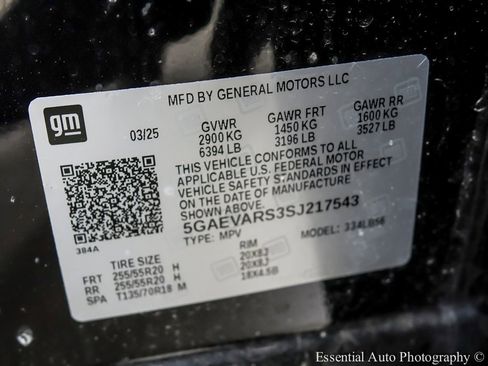 MFD BY GENERAL MOTORS LLC
gm
03/25
GVWR GAWR FRT GAWR RR
2900 KG 1450 KG 1600 KG
6394 LB 3196 LB 3527 LB
THIS VEHICLE CONFORMS TO ALL
APPLICABLE U.S. FEDERAL MOTOR
VEHICLE SAFETY STANDARDS IN EFFECT
ON THE DATE OF MANUFACTURE
SHOWN ABOVE.
5GAEVARS3SJ217543
TYPE: MPV MODEL: 334LB56
384A
TIRE SIZE RIM
FRT 255/55R20 H 20X8J
RR 255/55R20 H 20X8J
SPA T135/70R18 M 18X4.5B
Essential Auto Photography ©